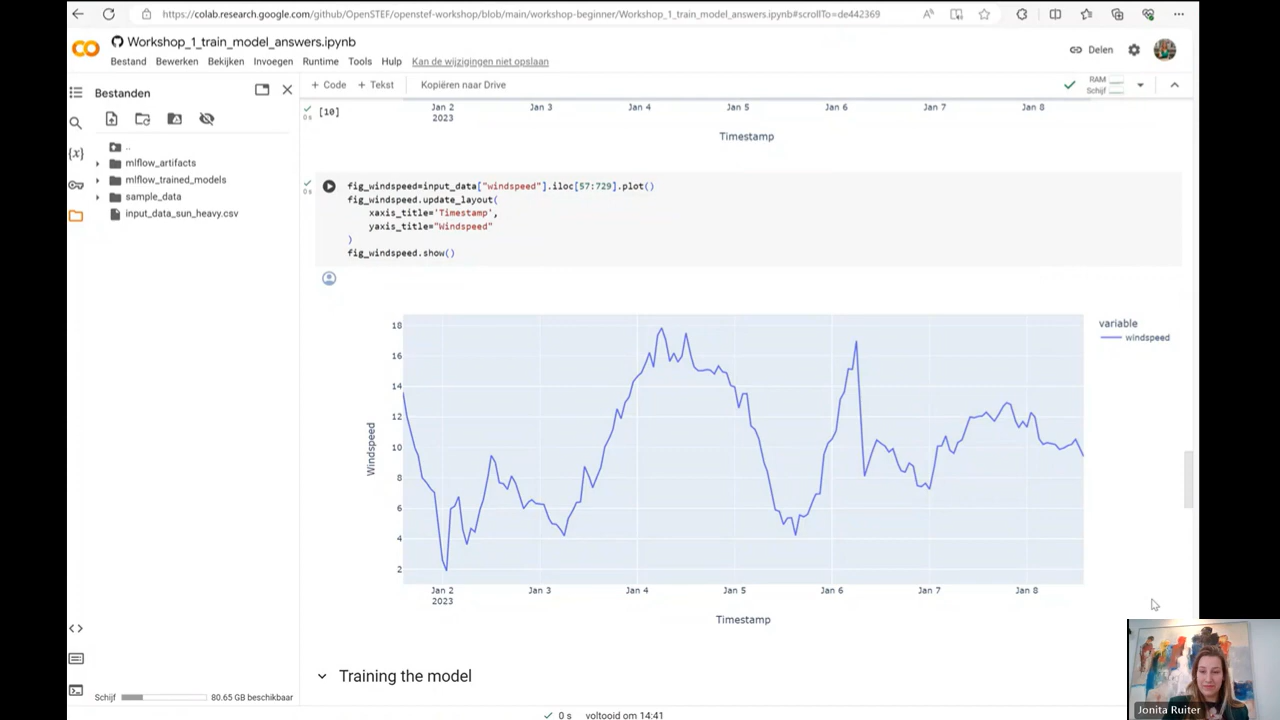 https://colab.research.google.com/github/OpenSTEF/openstef-workshop/blob/main/workshop-beginner/Workshop_1_train_model_answers.ipynb#scrollTo=de442369
Workshop_1_train_model_answers.ipynb
Bestand Bewerken Bekijken Invoegen Runtime Tools Hulp Kan de wijzigingen niet opslaan
Delen
Bestanden
+ Code + Tekst Kopiëren naar Drive
RAM
Schijf
{x}
..
mlflow_artifacts
mlflow_trained_models
sample_data
input_data_sun_heavy.csv
0s
[10]
Jan 2 Jan 3 Jan 4 Jan 5 Jan 6 Jan 7 Jan 8
2023
Timestamp
0s
fig_windspeed=input_data["windspeed"].iloc[57:729].plot()
fig_windspeed.update_layout(
xaxis_title='Timestamp',
yaxis_title="Windspeed"
)
fig_windspeed.show()
variable
windspeed
18
16
14
12
10
8
6
4
2
Windspeed
Jan 2 Jan 3 Jan 4 Jan 5 Jan 6 Jan 7 Jan 8
2023
Timestamp
Training the model
Schijf 80.65 GB beschikbaar
0 s voltooid om 14:41
Jonita Ruiter